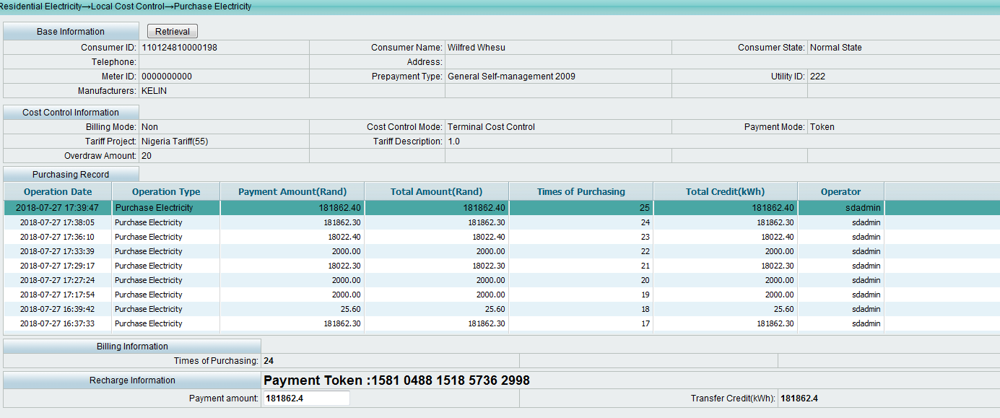 Residential Electricity→Local Cost Control→Purchase Electricity
Base Information Retrieval
Consumer ID: 110124810000198 Consumer Name: Wilfred Whesu Consumer State: Normal State
Telephone: Address:
Meter ID: 0000000000 Prepayment Type: General Self-management 2009 Utility ID: 222
Manufacturers: KELIN
Cost Control Information
Billing Mode: Non Cost Control Mode: Terminal Cost Control Payment Mode: Token
Tariff Project: Nigeria Tariff(55) Tariff Description: 1.0
Overdraw Amount: 20
Purchasing Record
Operation Date Operation Type Payment Amount(Rand) Total Amount(Rand) Times of Purchasing Total Credit(kWh) Operator
2018-07-27 17:39:47 Purchase Electricity 181862.40 181862.40 25 181862.40 sdadmin
2018-07-27 17:38:05 Purchase Electricity 181862.30 181862.30 24 181862.30 sdadmin
2018-07-27 17:36:10 Purchase Electricity 18022.40 18022.40 23 18022.40 sdadmin
2018-07-27 17:33:39 Purchase Electricity 2000.00 2000.00 22 2000.00 sdadmin
2018-07-27 17:29:17 Purchase Electricity 18022.30 18022.30 21 18022.30 sdadmin
2018-07-27 17:27:24 Purchase Electricity 2000.00 2000.00 20 2000.00 sdadmin
2018-07-27 17:17:54 Purchase Electricity 2000.00 2000.00 19 2000.00 sdadmin
2018-07-27 16:39:42 Purchase Electricity 25.60 25.60 18 25.60 sdadmin
2018-07-27 16:37:33 Purchase Electricity 181862.30 181862.30 17 181862.30 sdadmin
Billing Information
Times of Purchasing: 24
Recharge Information Payment Token :1581 0488 1518 5736 2998
Payment amount: 181862.4 Transfer Credit(kWh): 181862.4